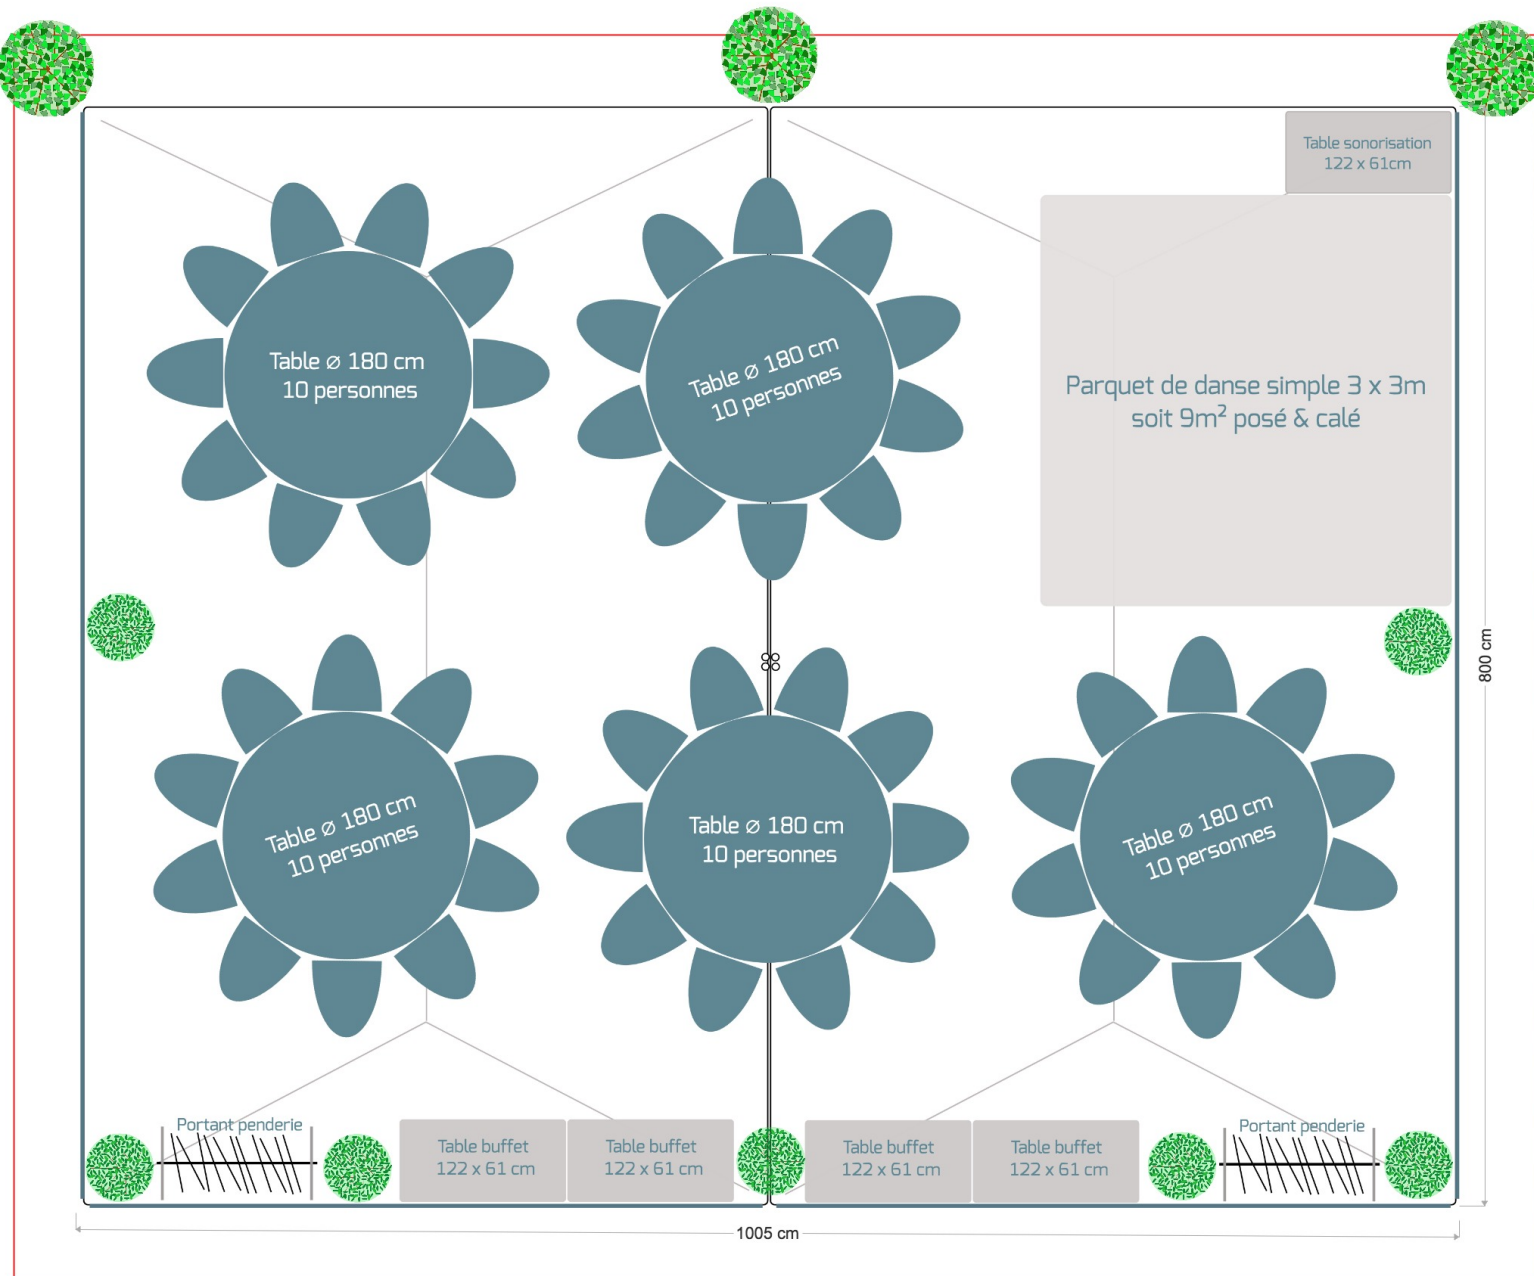 Table sonorisation
122 x 61cm
Table ⌀ 180 cm
10 personnes
Table ⌀ 180 cm
10 personnes
Parquet de danse simple 3 x 3m
soit 9m² posé & calé
800 cm
Table ⌀ 180 cm
10 personnes
Table ⌀ 180 cm
10 personnes
Table ⌀ 180 cm
10 personnes
Portant penderie
Table buffet
122 x 61 cm
Table buffet
122 x 61 cm
Table buffet
122 x 61 cm
Table buffet
122 x 61 cm
Portant penderie
1005 cm